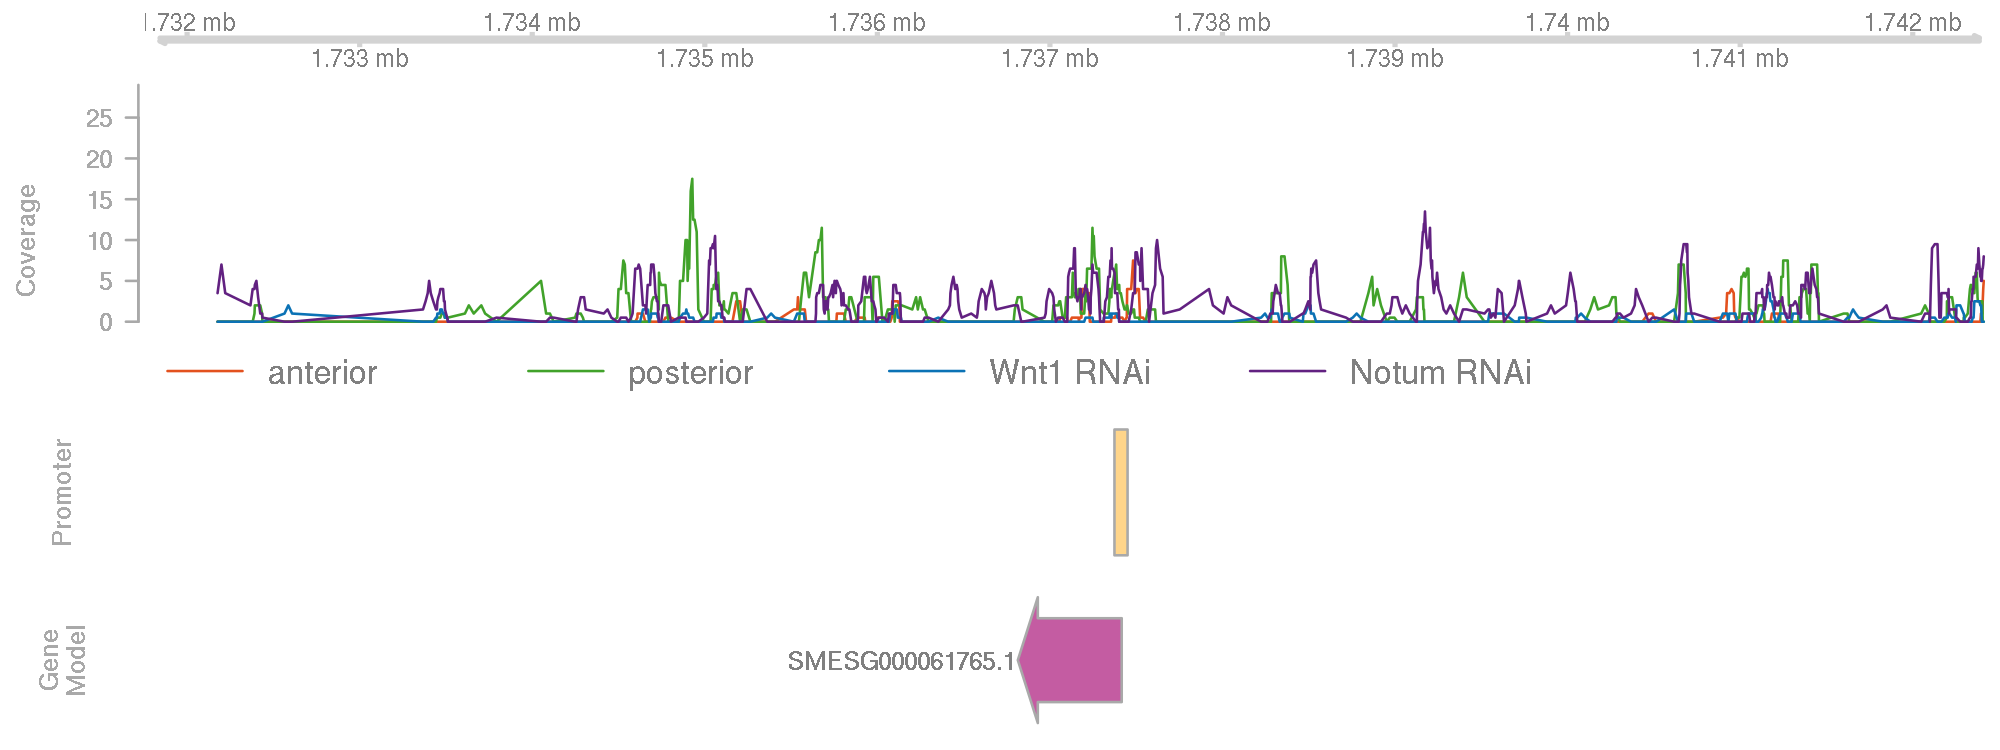 1.732 mb 1.734 mb 1.736 mb 1.738 mb 1.74 mb 1.742 mb
1.733 mb 1.735 mb 1.737 mb 1.739 mb 1.741 mb
Coverage
25
20
15
10
5
0
anterior posterior Wnt1 RNAi Notum RNAi
Promoter
Gene
Model
SMESG000061765.1